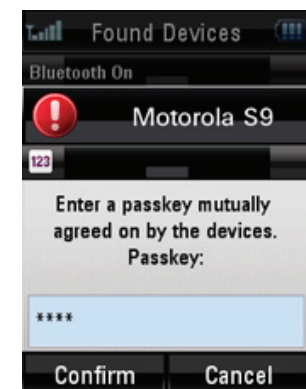 Found Devices
Bluetooth On
Motorola S9
123
Enter a passkey mutually
agreed on by the devices.
Passkey:
****
Confirm Cancel